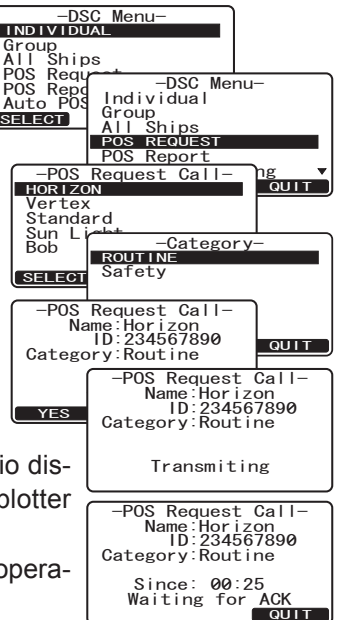 -DSC Menu-
INDIVIDUAL
Group
All Ships
POS Request
POS Repo
Auto POS
SELECT
-DSC Menu-
Individual
Group
All Ships
POS REQUEST
POS Report
ng ▼
QUIT
-POS Request Call-
HORIZON
Vertex
Standard
Sun Light
Bob
SELECT
-Category-
ROUTINE
Safety
QUIT
-POS Request Call-
Name:Horizon
ID:234567890
Category:Routine
YES
-POS Request Call-
Name:Horizon
ID:234567890
Category:Routine
Transmiting
io dis-
plotter
opera-
-POS Request Call-
Name:Horizon
ID:234567890
Category:Routine
Since: 00:25
Waiting for ACK
QUIT